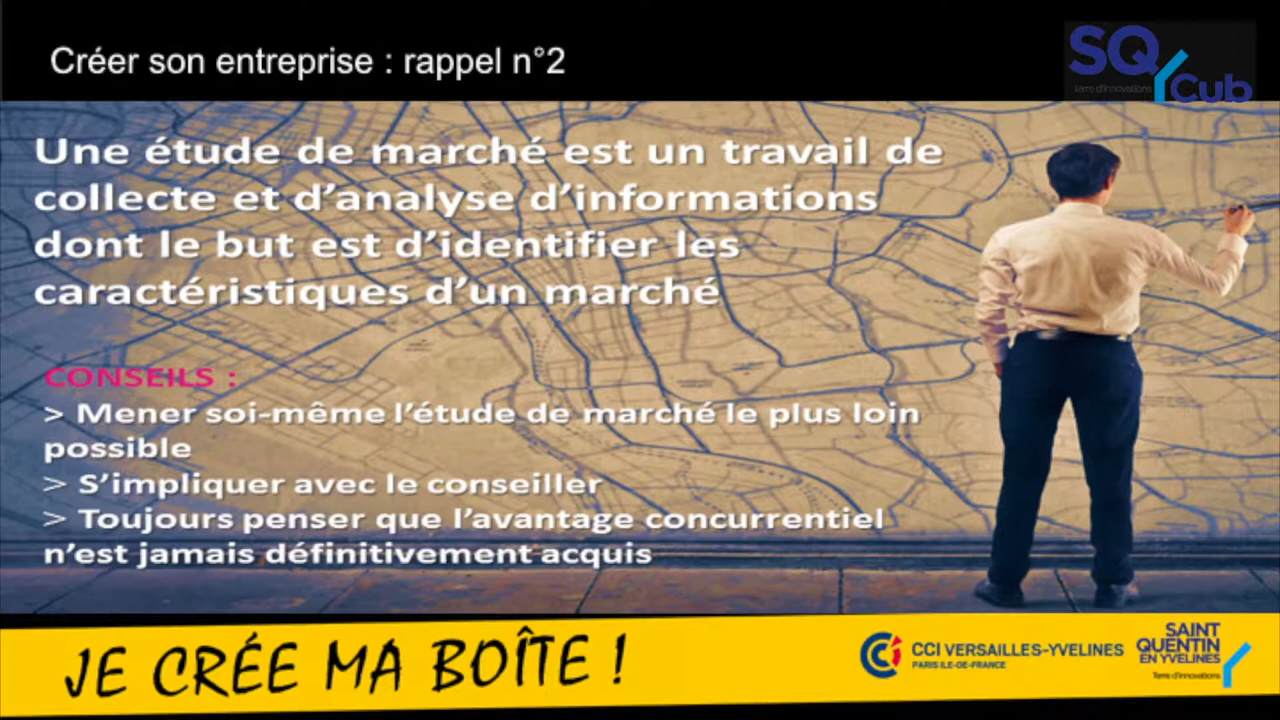 Créer son entreprise : rappel n°2
SQY Cub
Terre d'innovations
Une étude de marché est un travail de
collecte et d'analyse d'informations
dont le but est d'identifier les
caractéristiques d'un marché
CONSEILS :
> Mener soi-même l'étude de marché le plus loin
possible
> S'impliquer avec le conseiller
> Toujours penser que l'avantage concurrentiel
n'est jamais définitivement acquis
JE CRÉE MA BOÎTE !
CCI VERSAILLES-YVELINES
PARIS ILE-DE-FRANCE
SAINT
QUENTIN
EN YVELINES
Terre d'innovations